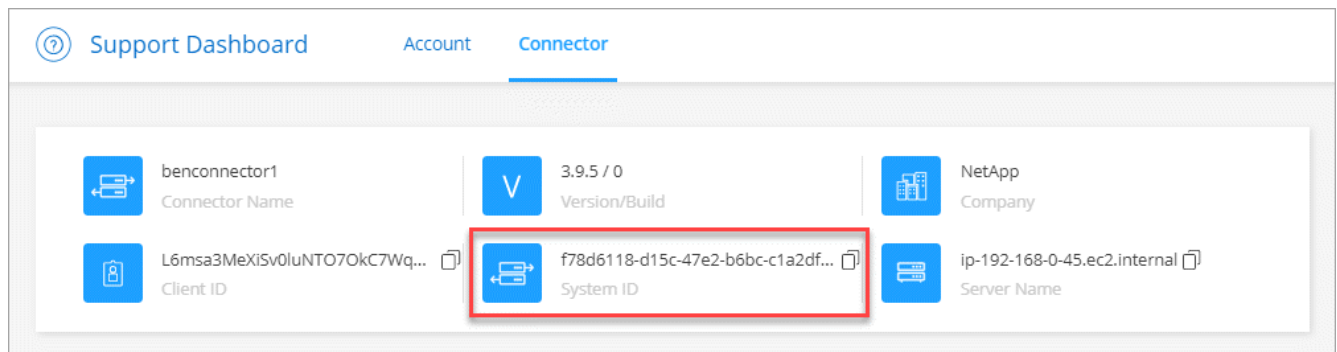 Support Dashboard Account Connector
benconnector1 3.9.5 / 0 NetApp
Connector Name V Version/Build Company
L6msa3MeXiSv0luNTO7OkC7Wq... f78d6118-d15c-47e2-b6bc-c1a2df... ip-192-168-0-45.ec2.internal
Client ID System ID Server Name